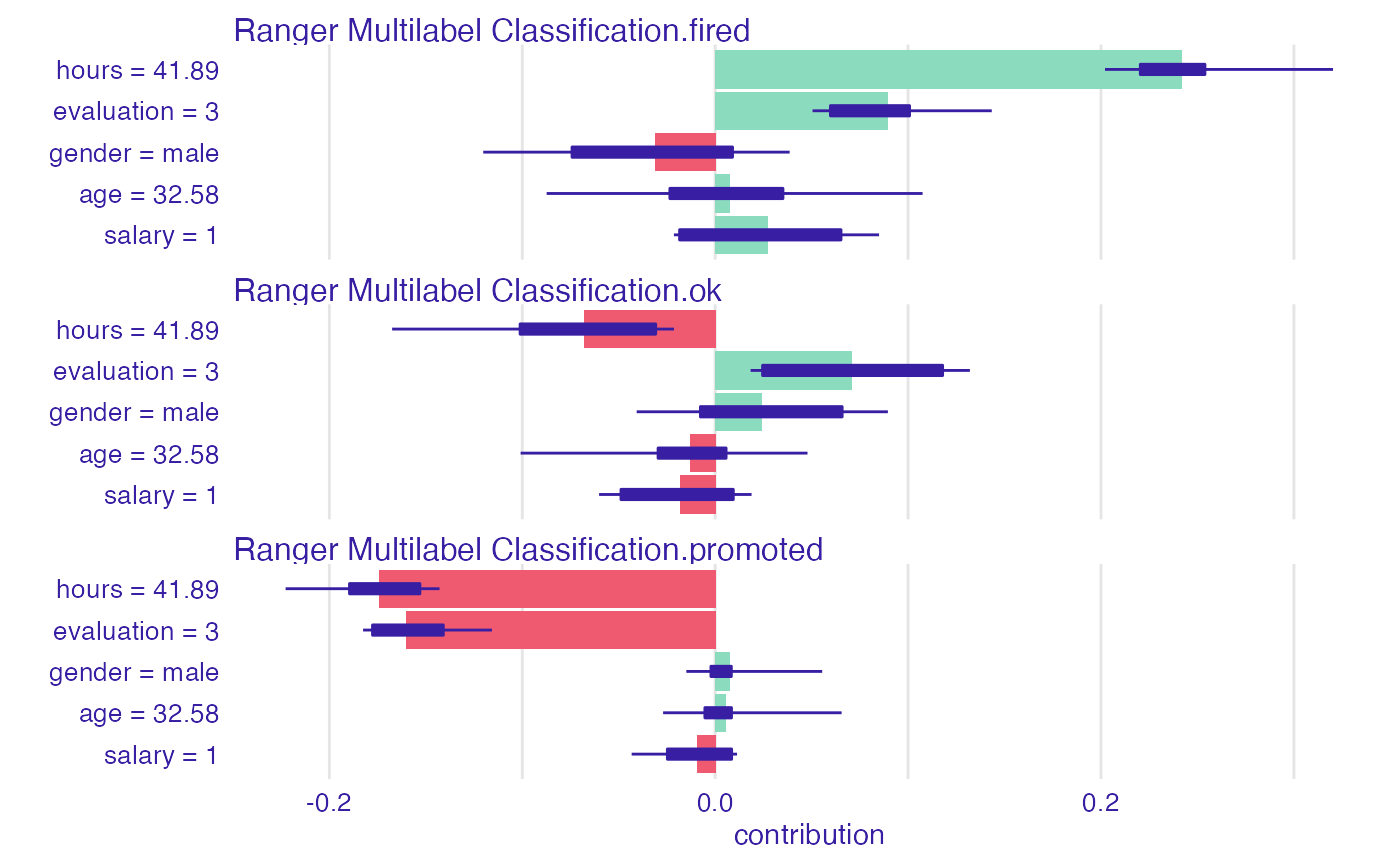 Ranger Multilabel Classification.fired
hours = 41.89
evaluation = 3
gender = male
age = 32.58
salary = 1
Ranger Multilabel Classification.ok
hours = 41.89
evaluation = 3
gender = male
age = 32.58
salary = 1
Ranger Multilabel Classification.promoted
hours = 41.89
evaluation = 3
gender = male
age = 32.58
salary = 1
-0.2 0.0 0.2
contribution